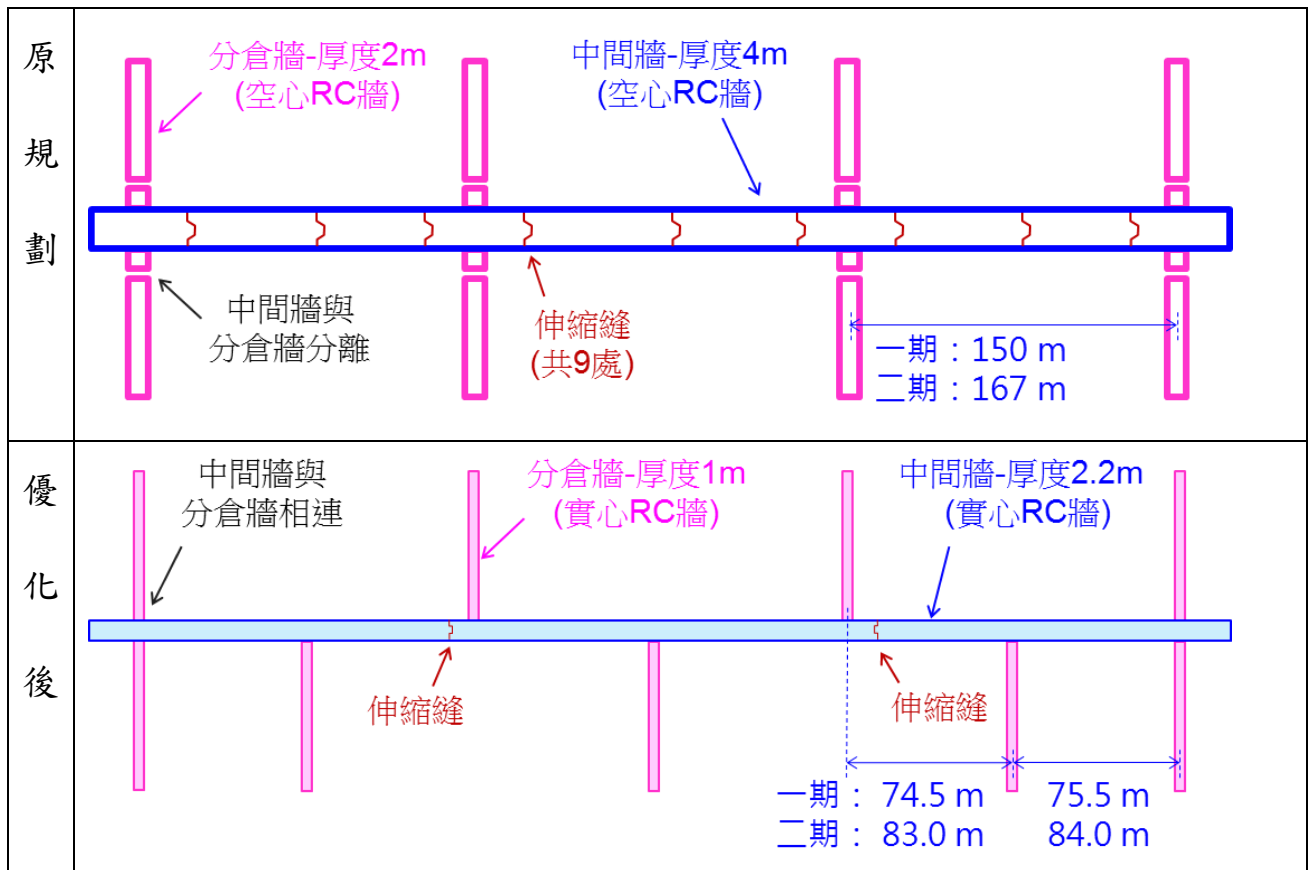 原規劃
分倉牆-厚度2m
(空心RC牆)
中間牆-厚度4m
(空心RC牆)
中間牆與
分倉牆分離
伸縮縫
(共9處)
一期：150 m
二期：167 m
優化後
中間牆與
分倉牆相連
分倉牆-厚度1m
(實心RC牆)
中間牆-厚度2.2m
(實心RC牆)
伸縮縫
伸縮縫
一期： 74.5 m 75.5 m
二期： 83.0 m 84.0 m